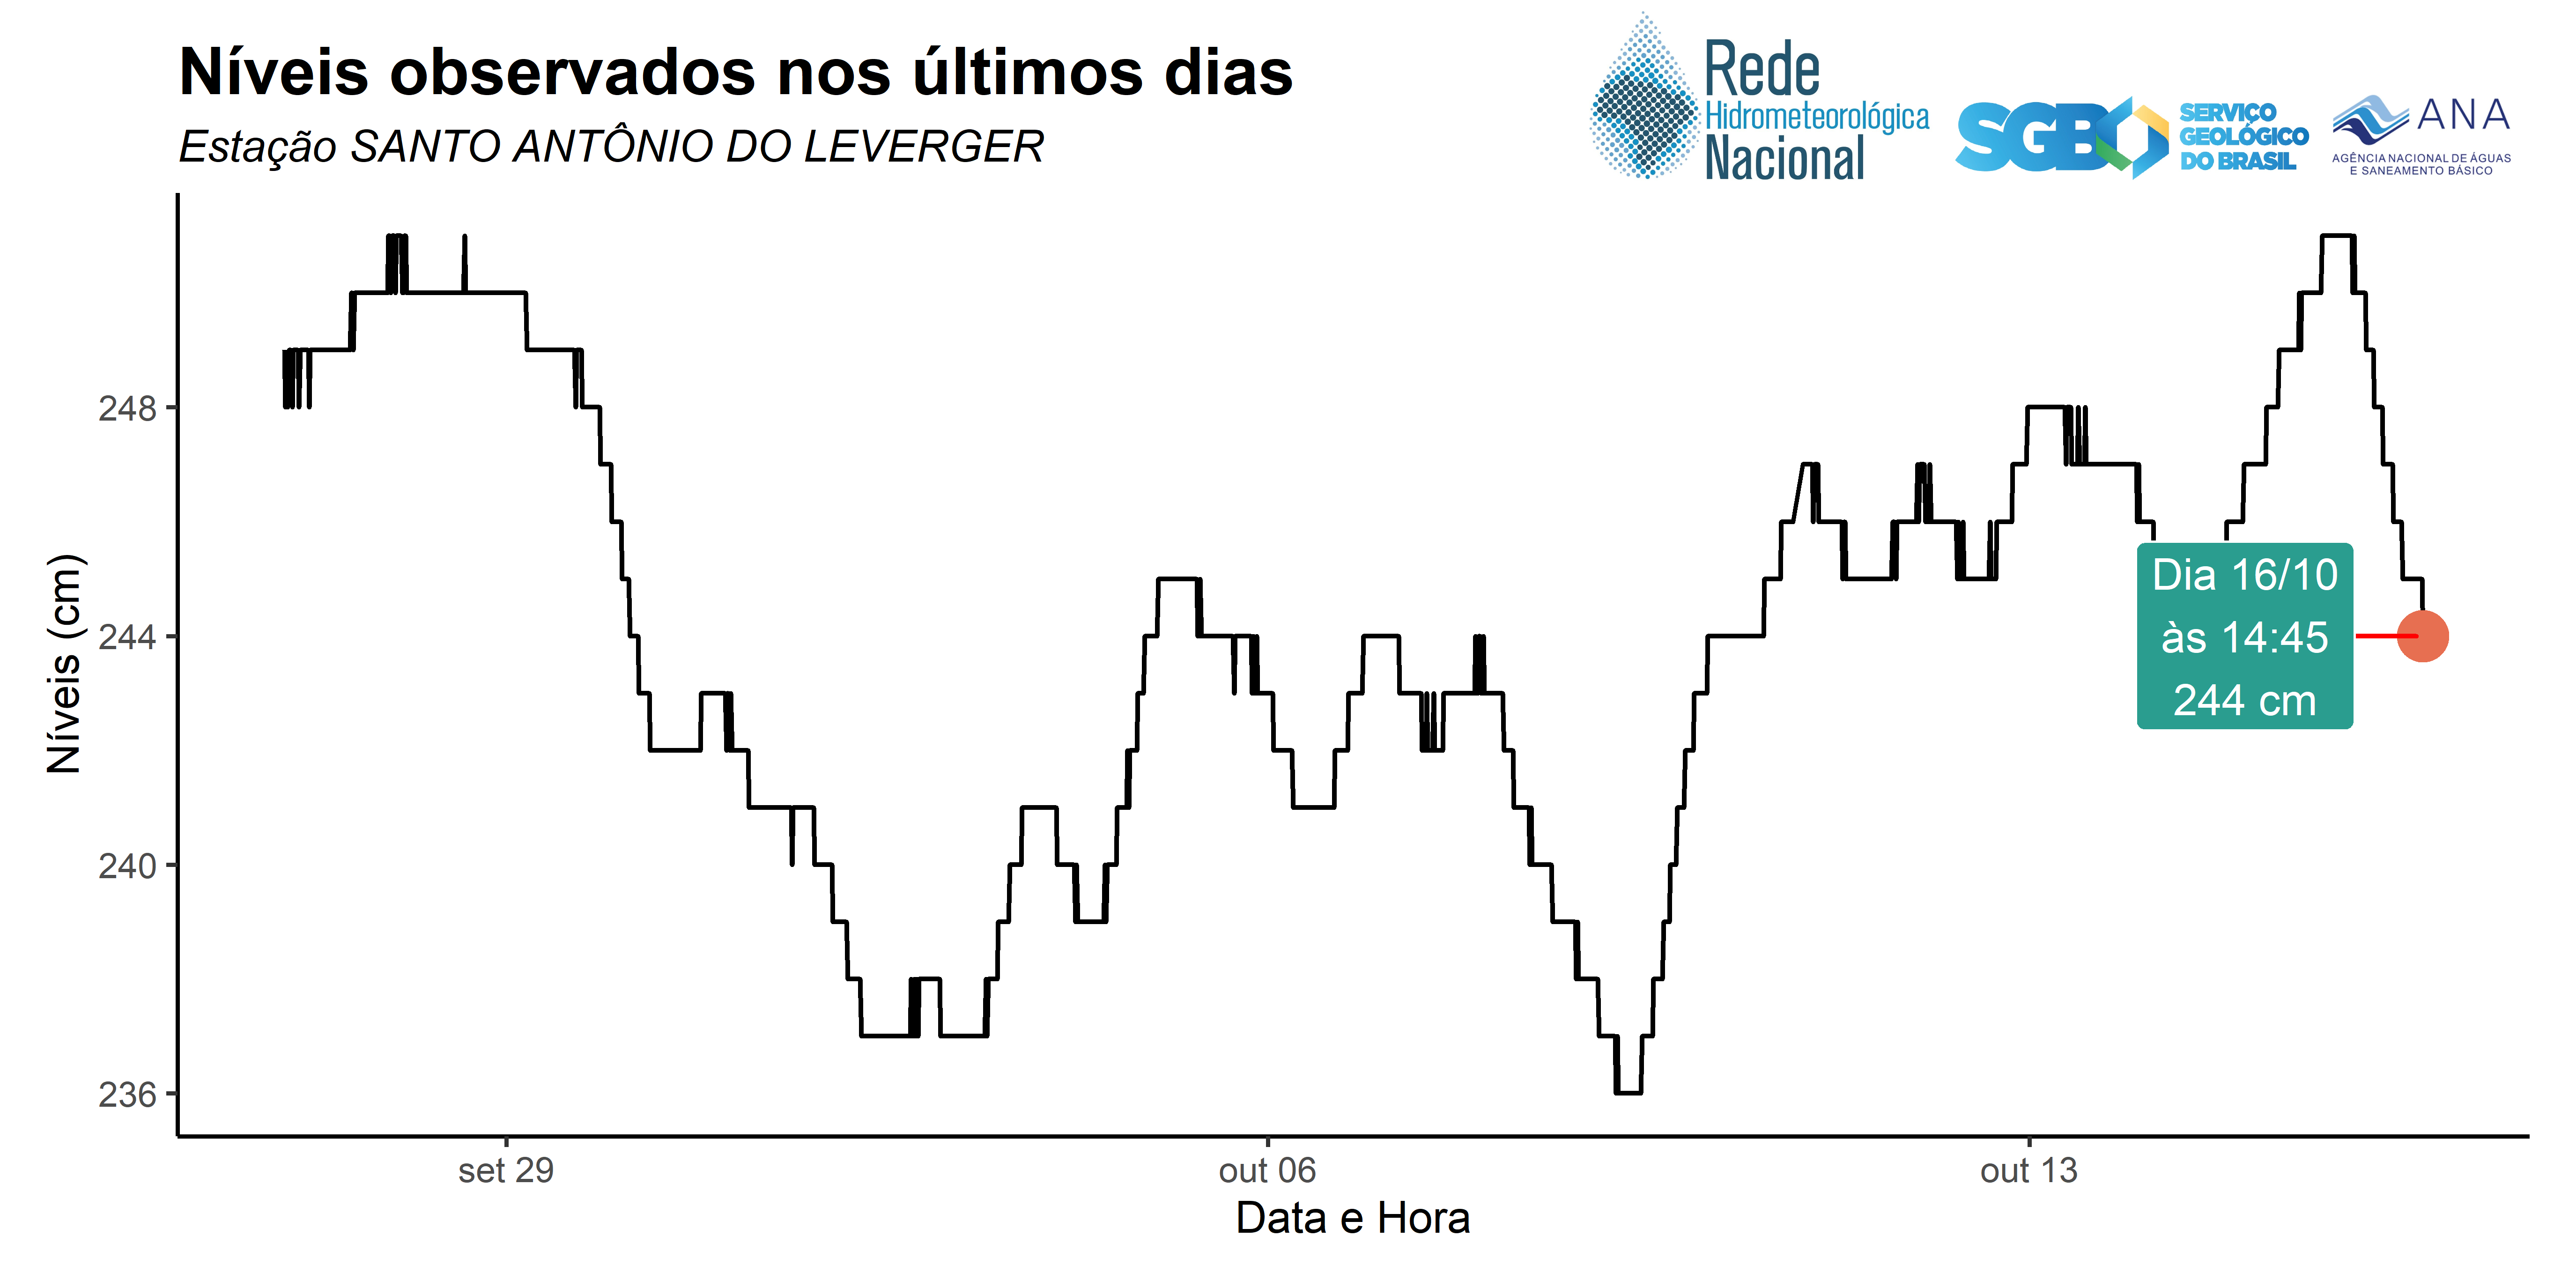 Níveis observados nos últimos dias
Estação SANTO ANTÔNIO DO LEVERGER
Rede
Hidrometeorológica
Nacional
SGB
SERVIÇO
GEOLÓGICO
DO BRASIL
ANA
AGÊNCIA NACIONAL DE ÁGUAS
E SANEAMENTO BÁSICO
Níveis (cm)
248
244
240
236
Dia 16/10
às 14:45
244 cm
set 29
out 06
out 13
Data e Hora